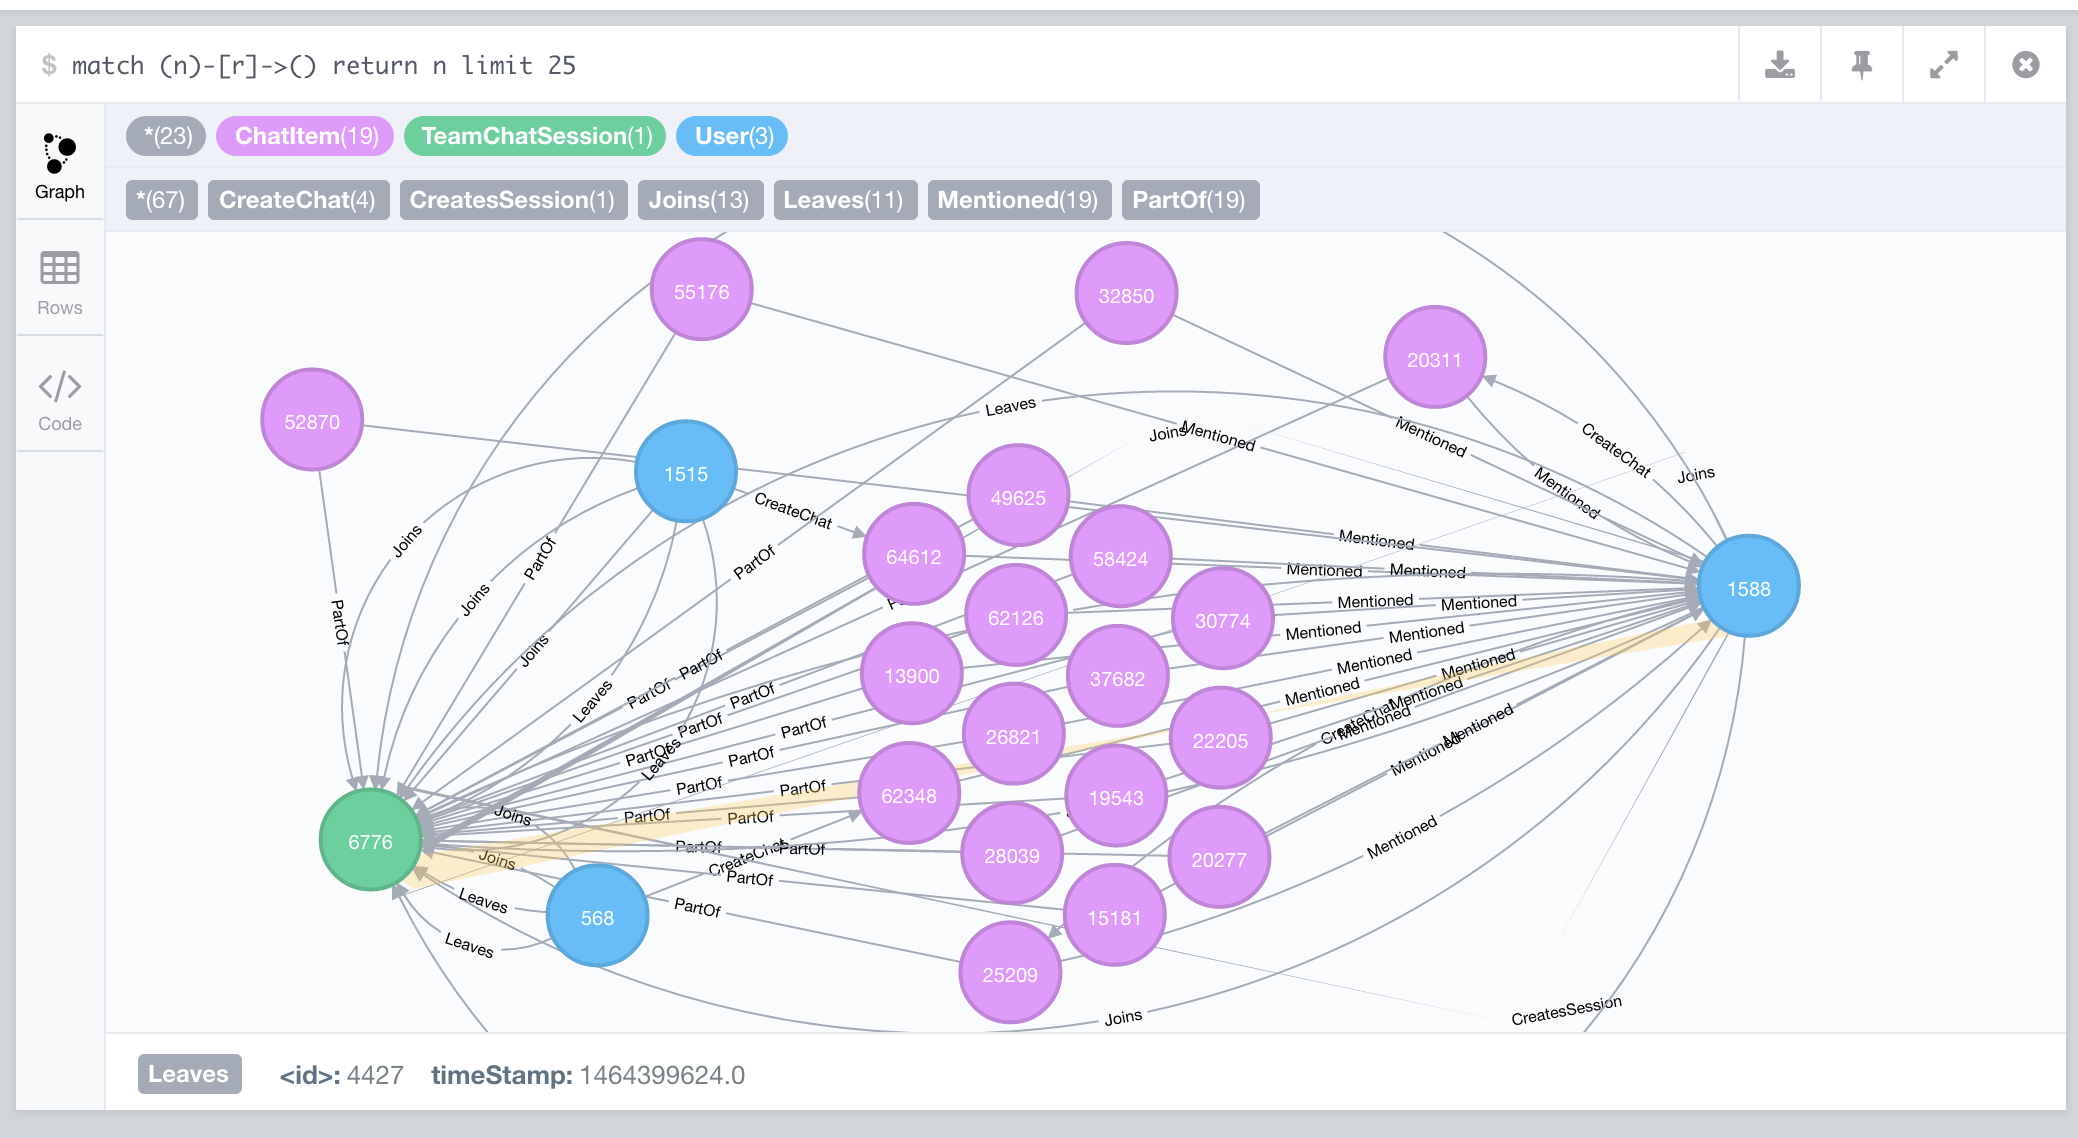 $ match (n)-[r]->() return n limit 25
*(23) ChatItem(19) TeamChatSession(1) User(3)
*(67) CreateChat(4) CreatesSession(1) Joins(13) Leaves(11) Mentioned(19) PartOf(19)
Graph
Rows
Code
55176
32850
20311
52870
1515
Leaves
Joins
Mentioned
Mentioned
CreateChat
Joins
Mentioned
49625
CreateChat
64612
58424
Mentioned
Joins
PartOf
PartOf
Mentioned
Mentioned
1588
Joins
62126
30774
Mentioned
Mentioned
PartOf
Joins
Mentioned
Mentioned
PartOf
PartOf
13900
37682
Mentioned
Mentioned
Leaves
PartOf
Mentioned
Mentioned
PartOf
PartOf
26821
22205
CreateChat
Mentioned
Mentioned
PartOf
PartOf
Leaves
Mentioned
PartOf
PartOf
62348
19543
Joins
PartOf
PartOf
6776
PartOf
CreateChat
PartOf
28039
20277
Mentioned
Joins
PartOf
Leaves
568
PartOf
15181
Leaves
25209
Joins
CreatesSession
Leaves <id>: 4427 timeStamp: 1464399624.0